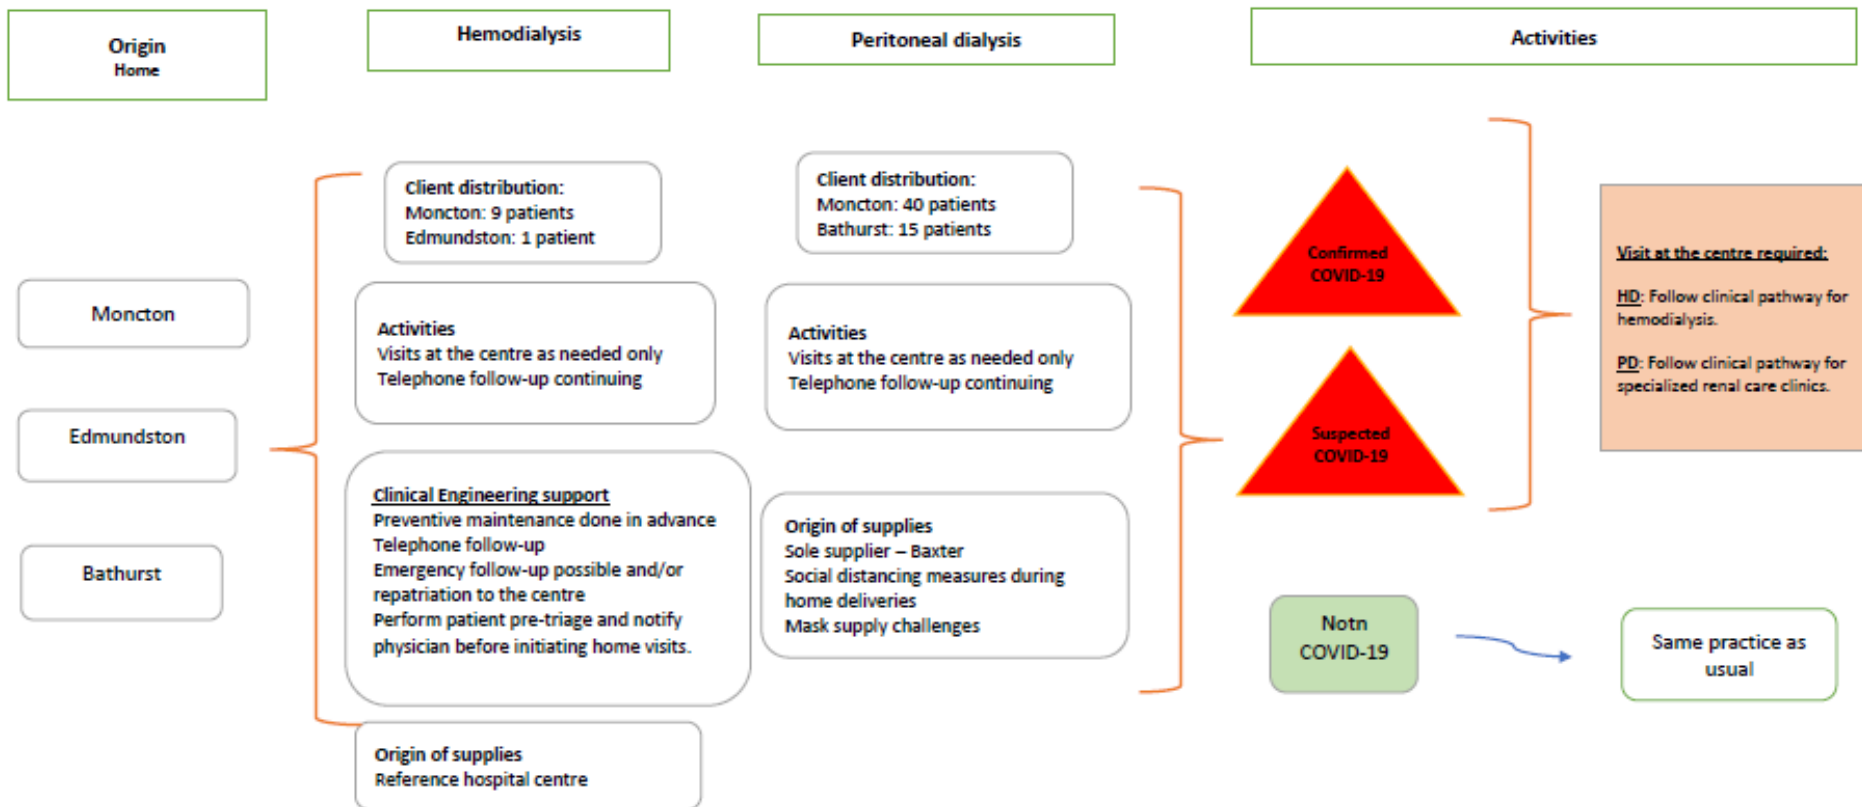 Origin
Home
Hemodialysis
Peritoneal dialysis
Activities
Moncton
Edmundston
Bathurst
Client distribution:
Moncton: 9 patients
Edmundston: 1 patient
Activities
Visits at the centre as needed only
Telephone follow-up continuing
Clinical Engineering support
Preventive maintenance done in advance
Telephone follow-up
Emergency follow-up possible and/or
repatriation to the centre
Perform patient pre-triage and notify
physician before initiating home visits.
Origin of supplies
Reference hospital centre
Client distribution:
Moncton: 40 patients
Bathurst: 15 patients
Activities
Visits at the centre as needed only
Telephone follow-up continuing
Origin of supplies
Sole supplier – Baxter
Social distancing measures during
home deliveries
Mask supply challenges
Confirmed
COVID-19
Suspected
COVID-19
Notn
COVID-19
Visit at the centre required:
HD: Follow clinical pathway for
hemodialysis.
PD: Follow clinical pathway for
specialized renal care clinics.
Same practice as
usual